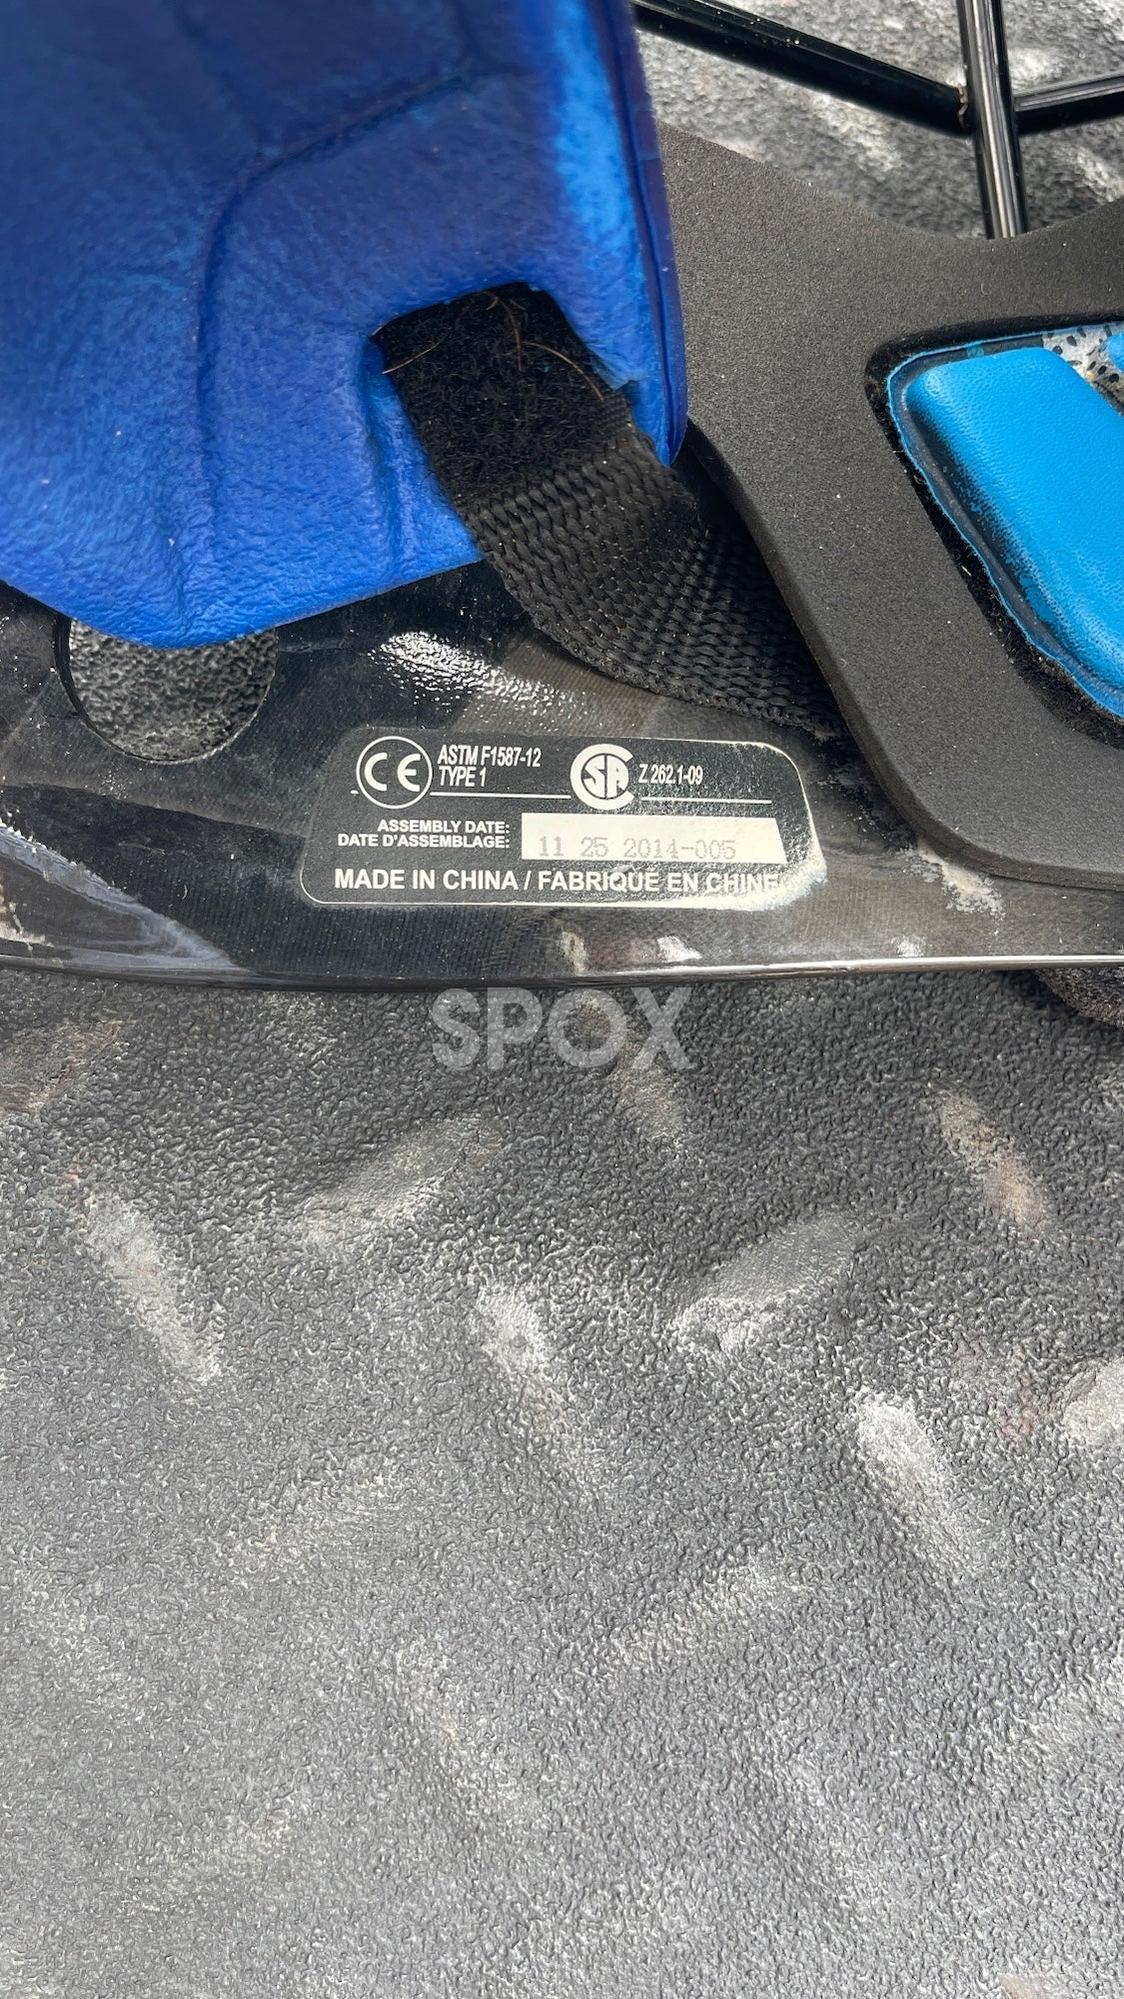 CE ASTM F1587-12
TYPE 1
CSA Z 262.1-09
ASSEMBLY DATE:
DATE D'ASSEMBLAGE: 11 25 2014-005
MADE IN CHINA / FABRIQUÉ EN CHINE
SPOX